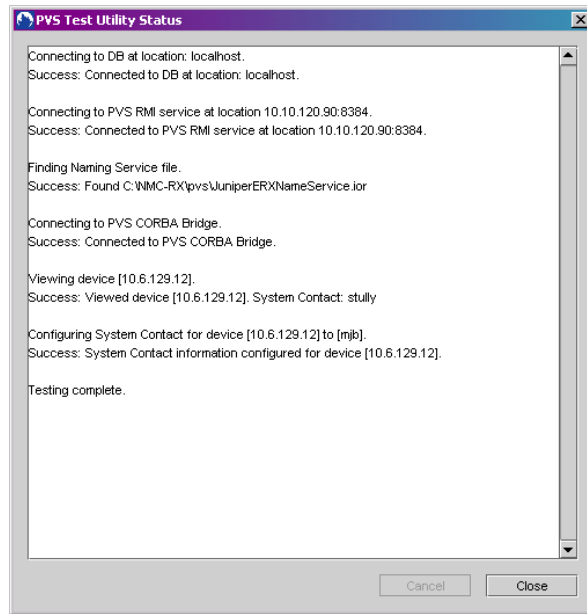 PVS Test Utility Status
Connecting to DB at location: localhost.
Success: Connected to DB at location: localhost.
Connecting to PVS RMI service at location 10.10.120.90:8384.
Success: Connected to PVS RMI service at location 10.10.120.90:8384.
Finding Naming Service file.
Success: Found C:\NMC-RX\pvs\JuniperERXNameService.ior
Connecting to PVS CORBA Bridge.
Success: Connected to PVS CORBA Bridge.
Viewing device [10.6.129.12].
Success: Viewed device [10.6.129.12]. System Contact: stully
Configuring System Contact for device [10.6.129.12] to [mjb].
Success: System Contact information configured for device [10.6.129.12].
Testing complete.
Cancel Close